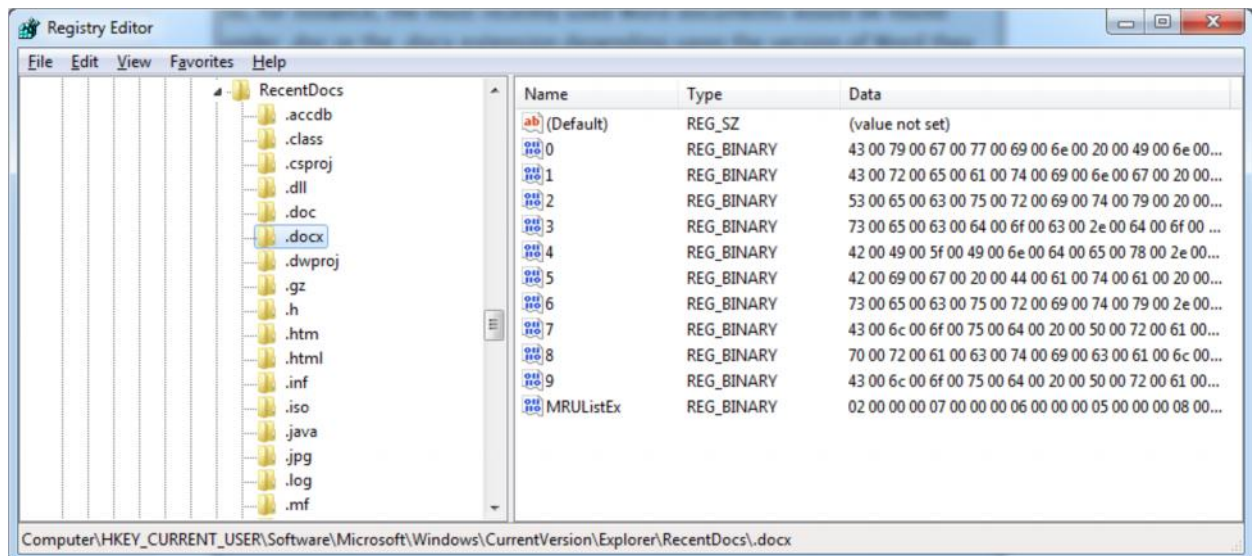 Registry Editor
File Edit View Favorites Help
RecentDocs
.accdb
.class
.csproj
.dll
.doc
.docx
.dwproj
.gz
.h
.htm
.html
.inf
.iso
.java
.jpg
.log
.mf
Name Type Data
(Default) REG_SZ (value not set)
0 REG_BINARY 43 00 79 00 67 00 77 00 69 00 6e 00 20 00 49 00 6e 00...
1 REG_BINARY 43 00 72 00 65 00 61 00 74 00 69 00 6e 00 67 00 20 00...
2 REG_BINARY 53 00 65 00 63 00 75 00 72 00 69 00 74 00 79 00 20 00...
3 REG_BINARY 73 00 65 00 63 00 64 00 6f 00 63 00 2e 00 64 00 6f 00 ...
4 REG_BINARY 42 00 49 00 5f 00 49 00 6e 00 64 00 65 00 78 00 2e 00...
5 REG_BINARY 42 00 69 00 67 00 20 00 44 00 61 00 74 00 61 00 20 00...
6 REG_BINARY 73 00 65 00 63 00 75 00 72 00 69 00 74 00 79 00 2e 00...
7 REG_BINARY 43 00 6c 00 6f 00 75 00 64 00 20 00 50 00 72 00 61 00...
8 REG_BINARY 70 00 72 00 61 00 63 00 74 00 69 00 63 00 61 00 6c 00...
9 REG_BINARY 43 00 6c 00 6f 00 75 00 64 00 20 00 50 00 72 00 61 00...
MRUListEx REG_BINARY 02 00 00 00 07 00 00 00 06 00 00 00 05 00 00 00 08 00...
Computer\HKEY_CURRENT_USER\Software\Microsoft\Windows\CurrentVersion\Explorer\RecentDocs\.docx